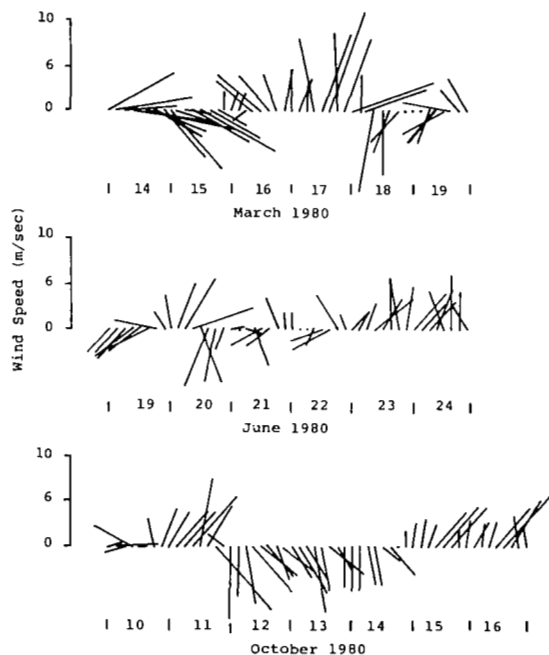 10
6
0
| 14 | 15 | 16 | 17 | 18 | 19 |
March 1980
Wind Speed (m/sec)
10
6
0
| 19 | 20 | 21 | 22 | 23 | 24 |
June 1980
10
6
0
| 10 | 11 | 12 | 13 | 14 | 15 | 16 |
October 1980